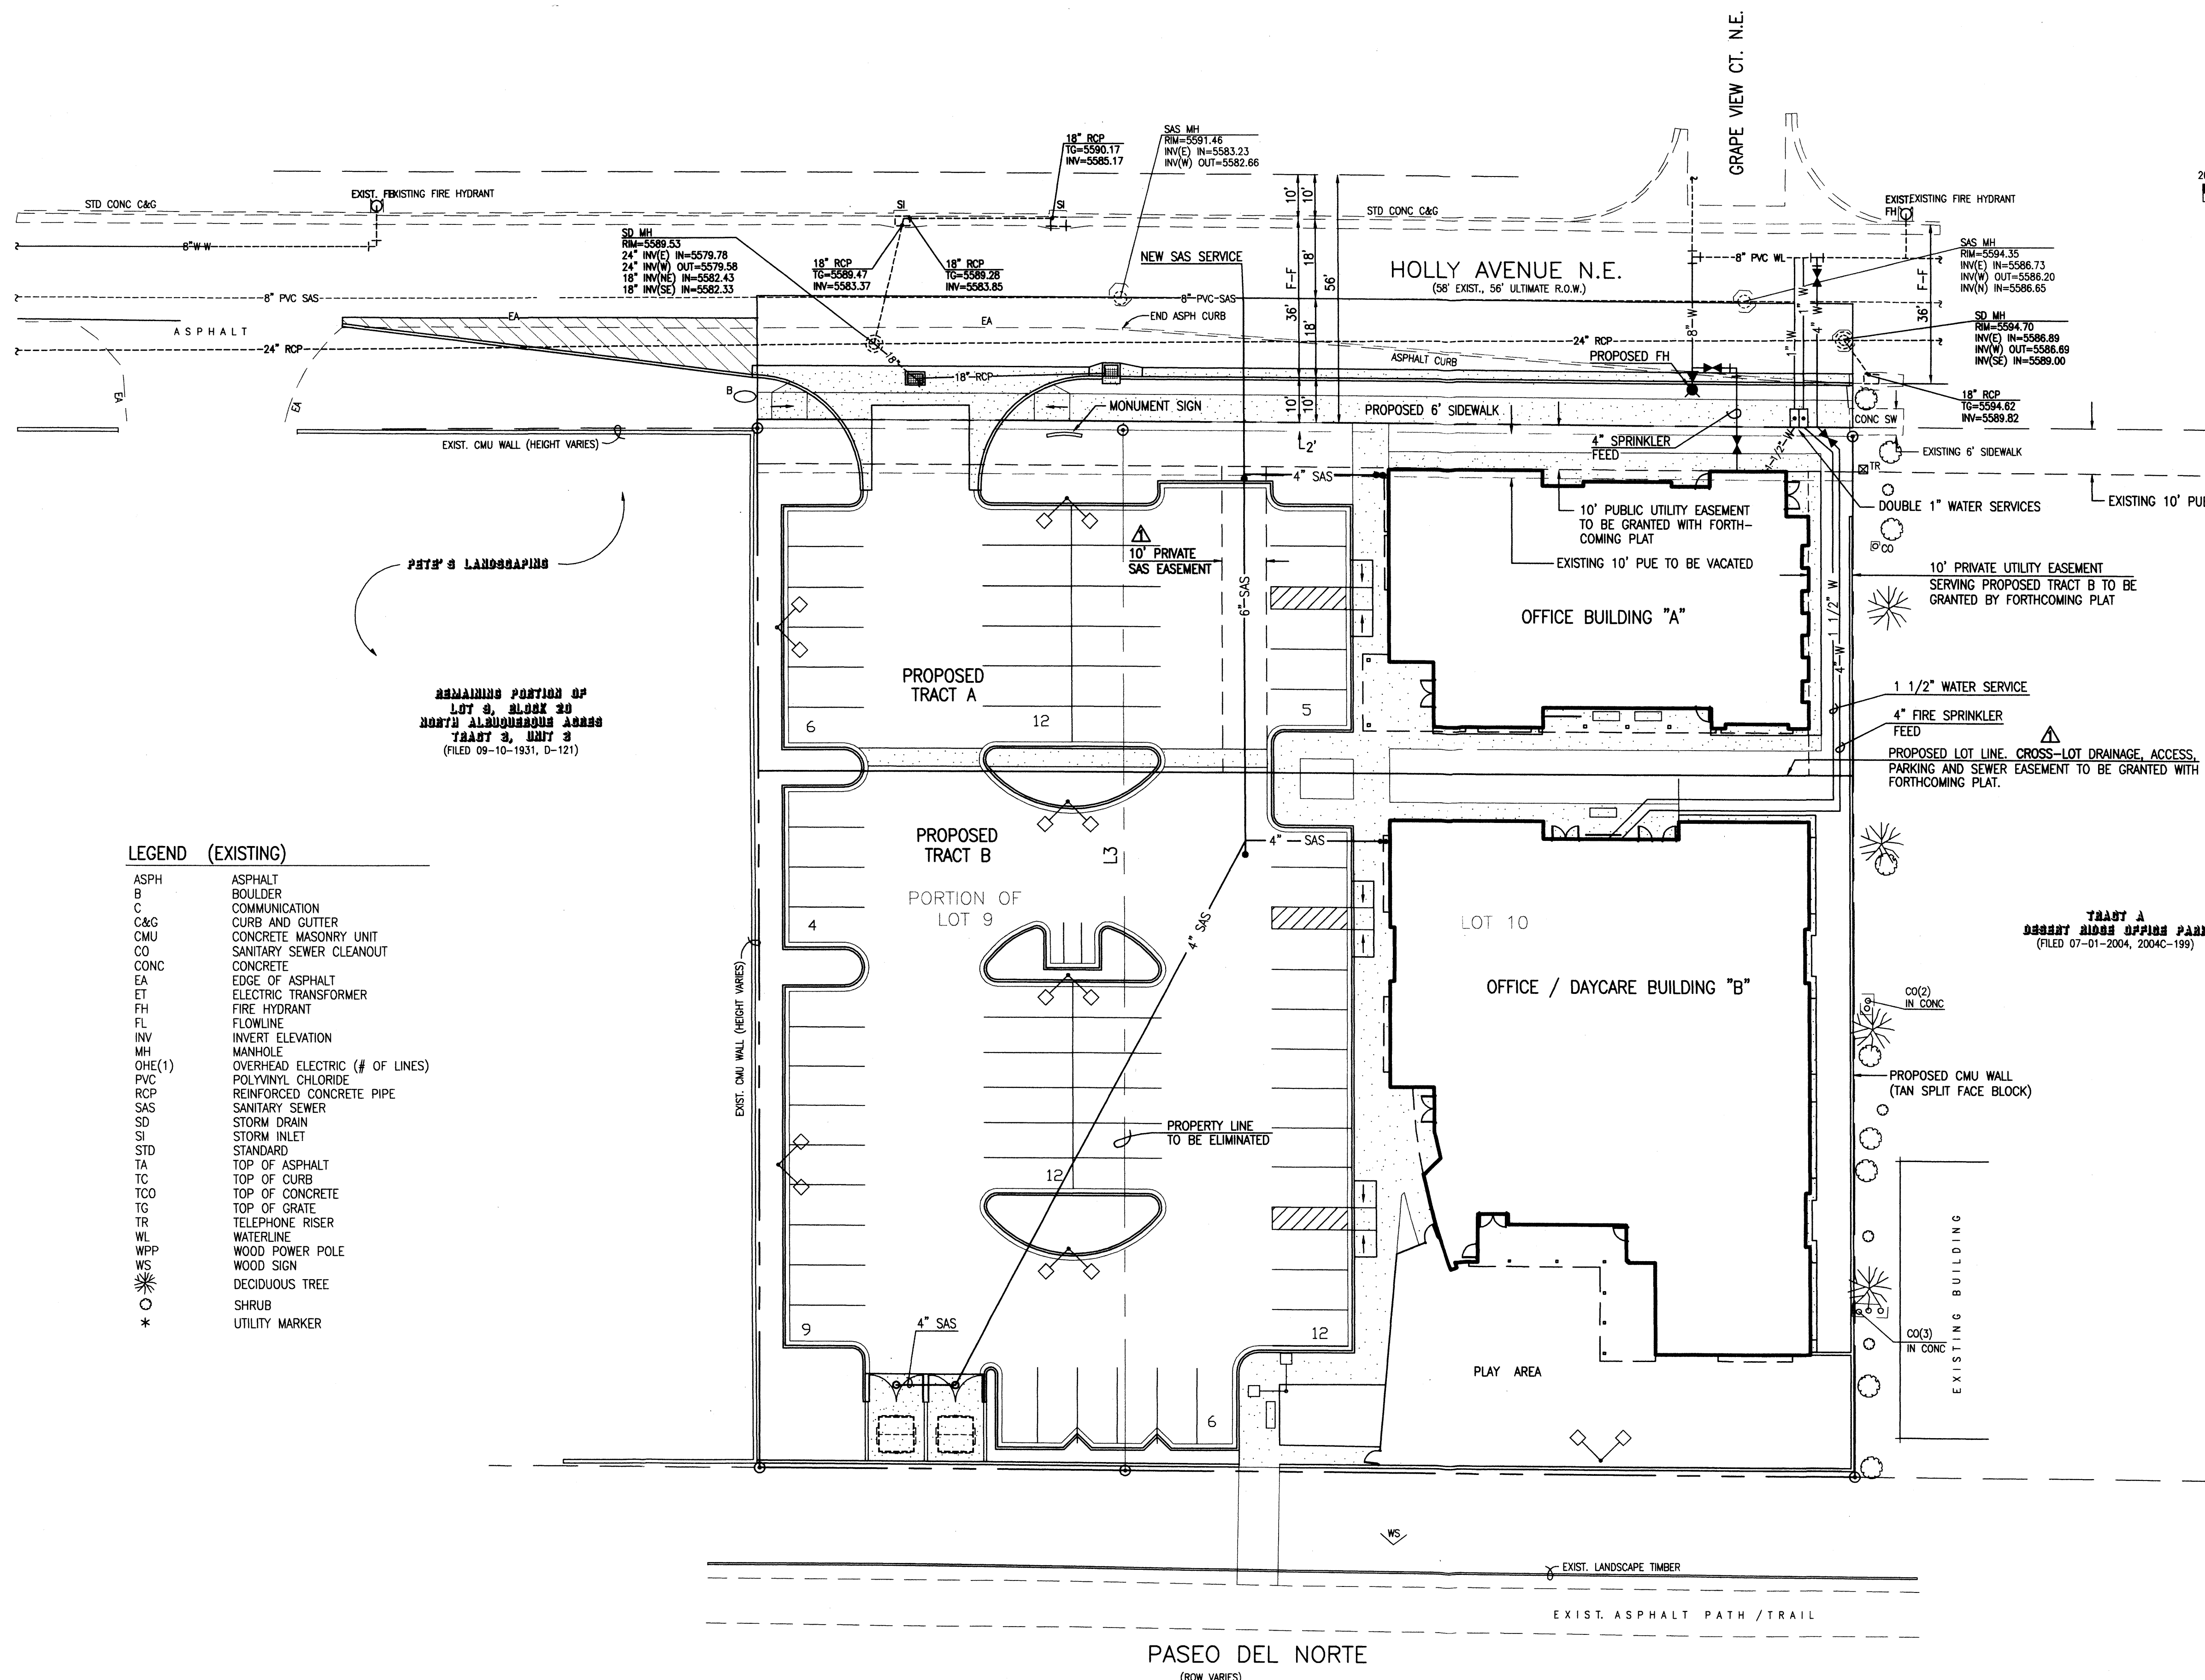 GRAPE VIEW CT. N.E.
18" RCP
TG=5590.17
INV=5585.17
SAS MH
RIM=5591.46
INV(E) IN=5583.23
INV(W) OUT=5582.66
EXIST. FH
EXISTING FIRE HYDRANT
STD CONC C&G
8" W
SI
SI
SD MH
RIM=5589.53
24" INV(E) IN=5579.78
24" INV(W) OUT=5579.58
18" INV(NE) IN=5582.43
18" INV(SE) IN=5582.33
18" RCP
TG=5589.47
INV=5583.37
18" RCP
TG=5589.28
INV=5583.85
NEW SAS SERVICE
10'
10'
18'
36' F-F
56'
18'
10'
10'
2'
STD CONC C&G
HOLLY AVENUE N.E.
(58' EXIST., 56' ULTIMATE R.O.W.)
8" PVC WL
EXIST.
FH
EXISTING FIRE HYDRANT
SAS MH
RIM=5594.35
INV(E) IN=5586.73
INV(W) OUT=5586.20
INV(N) IN=5586.65
36' F-F
SD MH
RIM=5594.70
INV(E) IN=5586.89
INV(W) OUT=5586.69
INV(SE) IN=5589.00
18" RCP
TG=5594.62
INV=5589.82
8" PVC SAS
8" PVC SAS
ASPHALT
EA
EA
EA
EA
END ASPH CURB
24" RCP
24" RCP
18"
18" RCP
ASPHALT CURB
PROPOSED FH
8" W
1" W
1" W
4" W
B
MONUMENT SIGN
PROPOSED 6' SIDEWALK
CONC SW
EXIST. CMU WALL (HEIGHT VARIES)
4" SPRINKLER
FEED
1-1/2" W
TR
EXISTING 6' SIDEWALK
4" SAS
DOUBLE 1" WATER SERVICES
EXISTING 10' PUE
10' PUBLIC UTILITY EASEMENT
TO BE GRANTED WITH FORTH-
COMING PLAT
EXISTING 10' PUE TO BE VACATED
CO
PETE'S LANDSCAPING
1
10' PRIVATE
SAS EASEMENT
6" SAS
OFFICE BUILDING "A"
10' PRIVATE UTILITY EASEMENT
SERVING PROPOSED TRACT B TO BE
GRANTED BY FORTHCOMING PLAT
1 1/2" W
4" W
REMAINING PORTION OF
LOT 9, BLOCK 20
NORTH ALBUQUERQUE ACRES
TRACT 3, UNIT 3
(FILED 09-10-1931, D-121)
PROPOSED
TRACT A
6
12
5
1 1/2" WATER SERVICE
4" FIRE SPRINKLER
FEED
1
PROPOSED LOT LINE. CROSS-LOT DRAINAGE, ACCESS,
PARKING AND SEWER EASEMENT TO BE GRANTED WITH
FORTHCOMING PLAT.
PROPOSED
TRACT B
L3
4" SAS
PORTION OF
LOT 9
4
4" SAS
LOT 10
OFFICE / DAYCARE BUILDING "B"
TRACT A
DESERT RIDGE OFFICE PARK
(FILED 07-01-2004, 2004C-199)
LEGEND (EXISTING)
ASPH ASPHALT
B BOULDER
C COMMUNICATION
C&G CURB AND GUTTER
CMU CONCRETE MASONRY UNIT
CO SANITARY SEWER CLEANOUT
CONC CONCRETE
EA EDGE OF ASPHALT
ET ELECTRIC TRANSFORMER
FH FIRE HYDRANT
FL FLOWLINE
INV INVERT ELEVATION
MH MANHOLE
OHE(1) OVERHEAD ELECTRIC (# OF LINES)
PVC POLYVINYL CHLORIDE
RCP REINFORCED CONCRETE PIPE
SAS SANITARY SEWER
SD STORM DRAIN
SI STORM INLET
STD STANDARD
TA TOP OF ASPHALT
TC TOP OF CURB
TCO TOP OF CONCRETE
TG TOP OF GRATE
TR TELEPHONE RISER
WL WATERLINE
WPP WOOD POWER POLE
WS WOOD SIGN
DECIDUOUS TREE
SHRUB
UTILITY MARKER
EXIST. CMU WALL (HEIGHT VARIES)
CO(2)
IN CONC
PROPOSED CMU WALL
(TAN SPLIT FACE BLOCK)
PROPERTY LINE
TO BE ELIMINATED
12
9
12
4" SAS
6
PLAY AREA
EXISTING BUILDING
CO(3)
IN CONC
WS
EXIST. LANDSCAPE TIMBER
EXIST. ASPHALT PATH / TRAIL
PASEO DEL NORTE
(ROW VARIES)